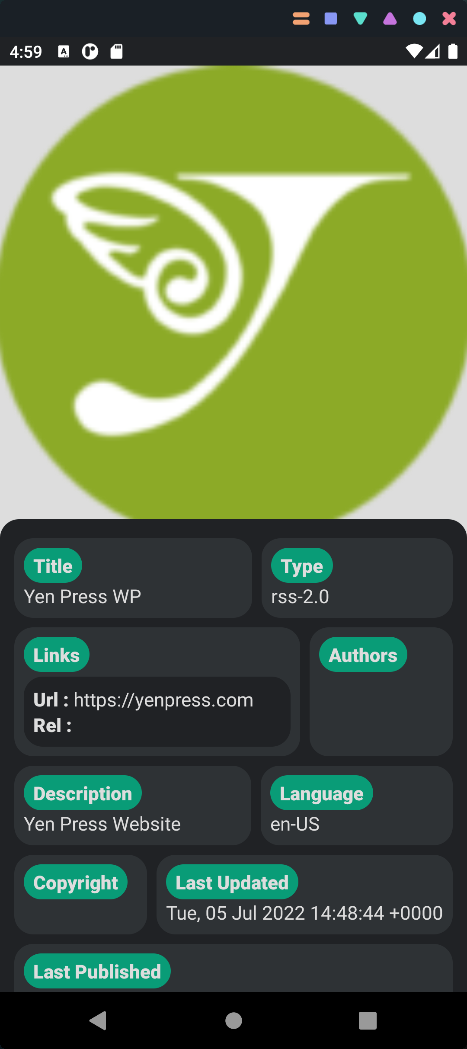 4:59
Title
Yen Press WP
Type
rss-2.0
Links
Url : https://yenpress.com
Rel :
Authors
Description
Yen Press Website
Language
en-US
Copyright
Last Updated
Tue, 05 Jul 2022 14:48:44 +0000
Last Published